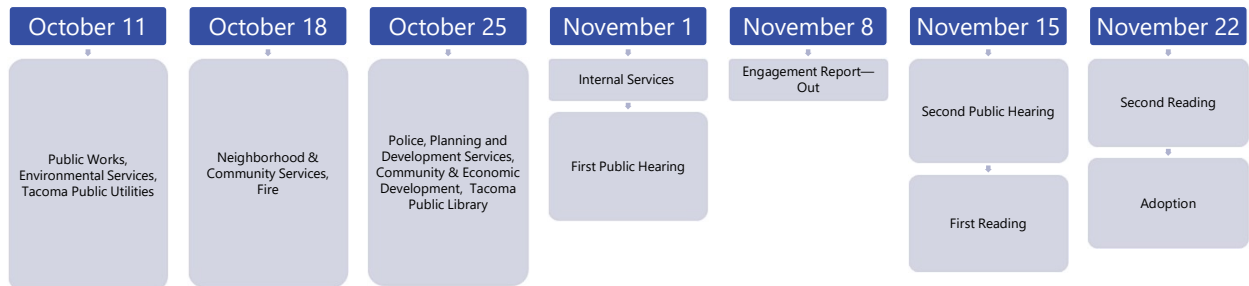 October 11
October 18
October 25
November 1
November 8
November 15
November 22
Public Works,
Environmental Services,
Tacoma Public Utilities
Neighborhood &
Community Services,
Fire
Police, Planning and
Development Services,
Community & Economic
Development, Tacoma
Public Library
Internal Services
First Public Hearing
Engagement Report—
Out
Second Public Hearing
First Reading
Second Reading
Adoption